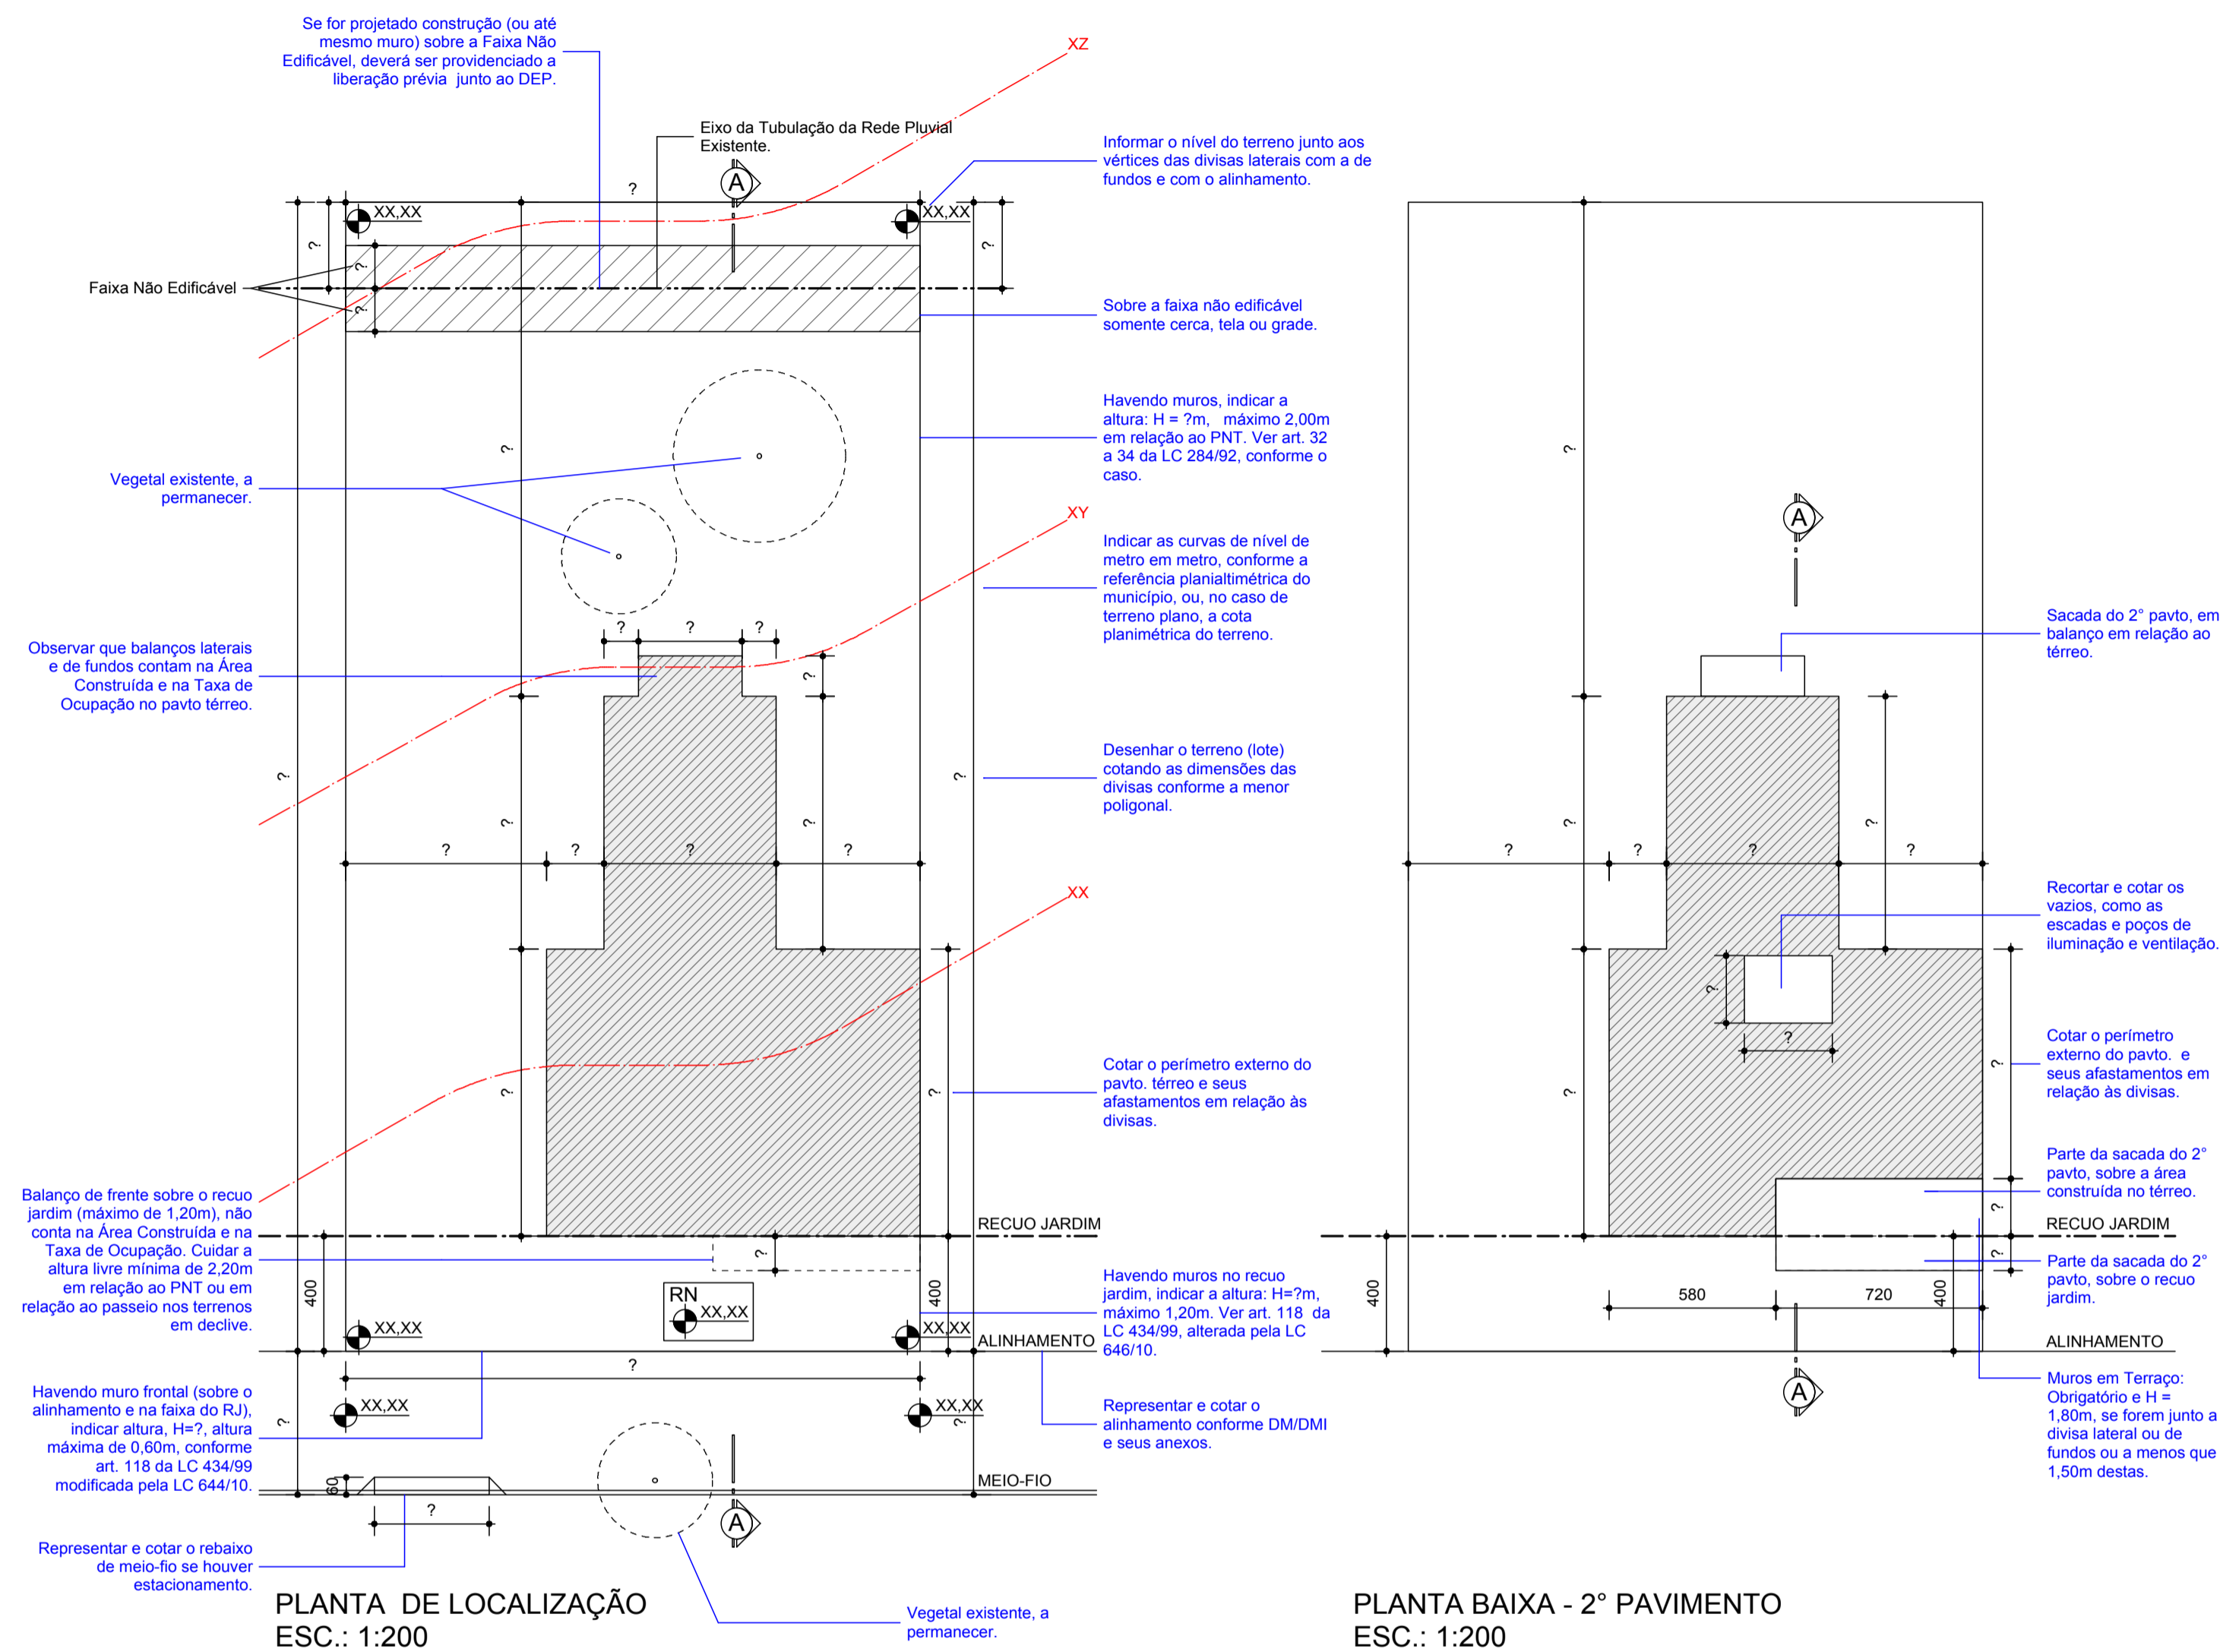 Se for projetado construção (ou até
mesmo muro) sobre a Faixa Não
Edificável, deverá ser providenciado a
liberação prévia junto ao DEP.
XZ
Eixo da Tubulação da Rede Pluvial
Existente.
A
?
XX,XX
XX,XX
?
?
?
?
Faixa Não Edificável
Informar o nível do terreno junto aos
vértices das divisas laterais com a de
fundos e com o alinhamento.
Sobre a faixa não edificável
somente cerca, tela ou grade.
Havendo muros, indicar a
altura: H = ?m, máximo 2,00m
em relação ao PNT. Ver art. 32
a 34 da LC 284/92, conforme o
caso.
?
Vegetal existente, a
permanecer.
XY
Indicar as curvas de nível de
metro em metro, conforme a
referência planialtimétrica do
município, ou, no caso de
terreno plano, a cota
planimétrica do terreno.
? ? ?
?
Observar que balanços laterais
e de fundos contam na Área
Construída e na Taxa de
Ocupação no pavto térreo.
Desenhar o terreno (lote)
cotando as dimensões das
divisas conforme a menor
poligonal.
?
?
?
?
? ? ? ?
XX
?
?
Cotar o perímetro externo do
pavto. térreo e seus
afastamentos em relação às
divisas.
Balanço de frente sobre o recuo
jardim (máximo de 1,20m), não
conta na Área Construída e na
Taxa de Ocupação. Cuidar a
altura livre mínima de 2,20m
em relação ao PNT ou em
relação ao passeio nos terrenos
em declive.
RECUO JARDIM
?
400
400
RN
XX,XX
XX,XX
XX,XX
ALINHAMENTO
Havendo muros no recuo
jardim, indicar a altura: H=?m,
máximo 1,20m. Ver art. 118 da
LC 434/99, alterada pela LC
646/10.
?
Havendo muro frontal (sobre o
alinhamento e na faixa do RJ),
indicar altura, H=?, altura
máxima de 0,60m, conforme
art. 118 da LC 434/99
modificada pela LC 644/10.
XX,XX
XX,XX
?
?
Representar e cotar o
alinhamento conforme DM/DMI
e seus anexos.
60
MEIO-FIO
?
A
Representar e cotar o rebaixo
de meio-fio se houver
estacionamento.
Vegetal existente, a
permanecer.
PLANTA DE LOCALIZAÇÃO
ESC.: 1:200
?
A
Sacada do 2° pavto, em
balanço em relação ao
térreo.
?
?
? ? ? ?
Recortar e cotar os
vazios, como as
escadas e poços de
iluminação e ventilação.
?
?
?
?
Cotar o perímetro
externo do pavto. e
seus afastamentos em
relação às divisas.
Parte da sacada do 2°
pavto, sobre a área
construída no térreo.
?
RECUO JARDIM
?
Parte da sacada do 2°
pavto, sobre o recuo
jardim.
400
580
720
400
ALINHAMENTO
A
Muros em Terraço:
Obrigatório e H =
1,80m, se forem junto a
divisa lateral ou de
fundos ou a menos que
1,50m destas.
PLANTA BAIXA - 2° PAVIMENTO
ESC.: 1:200